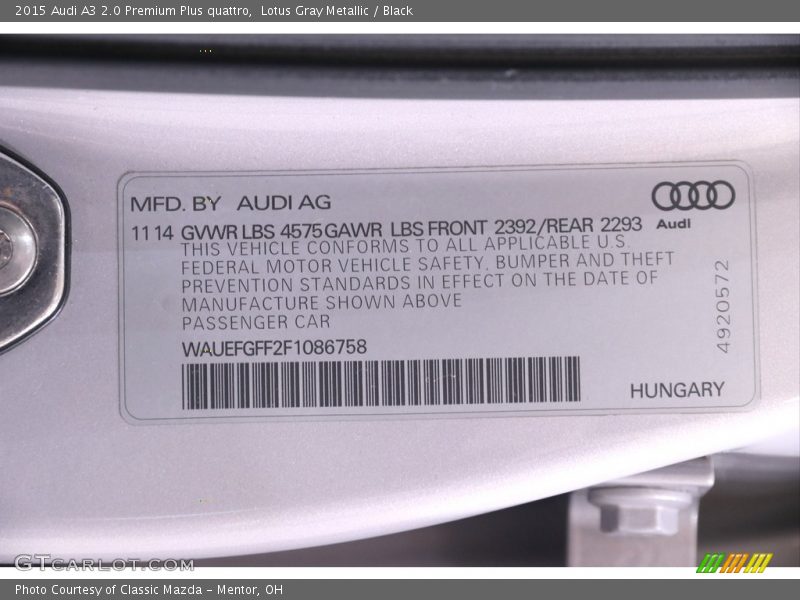 2015 Audi A3 2.0 Premium Plus quattro,  Lotus Gray Metallic / Black
MFD. BY AUDI AG
Audi
11 14 GVWR LBS 4575 GAWR LBS FRONT 2392/REAR 2293
THIS VEHICLE CONFORMS TO ALL APPLICABLE U.S.
FEDERAL MOTOR VEHICLE SAFETY, BUMPER AND THEFT
PREVENTION STANDARDS IN EFFECT ON THE DATE OF
MANUFACTURE SHOWN ABOVE
PASSENGER CAR
4920572
WAUEFGFF2F1086758
HUNGARY
GTCARLOT.COM
Photo Courtesy of Classic Mazda - Mentor, OH